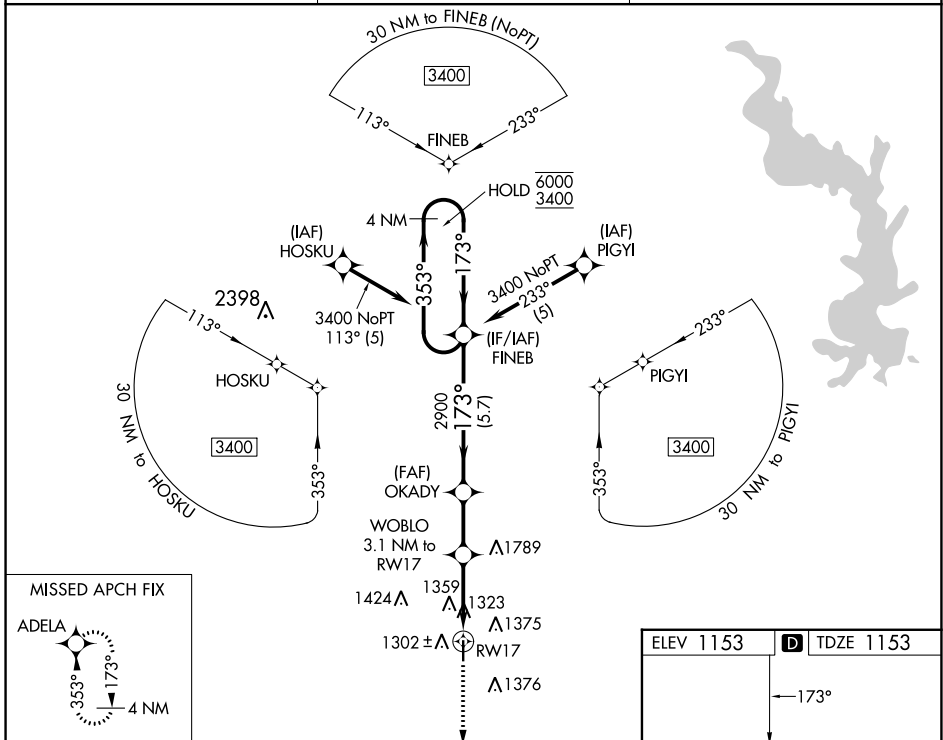 30 NM to FINEB (NoPT)
3400
113°
233°
FINEB
HOLD 6000
3400
4 NM
(IAF)
HOSKU
(IAF)
PIGYI
353°
173°
3400 NoPT
113° (5)
3400 NoPT
233°
(5)
(IF/IAF)
FINEB
2398
113°
HOSKU
30 NM to HOSKU
3400
353°
233°
PIGYI
30 NM to PIGYI
3400
353°
2900
173°
(5.7)
(FAF)
OKADY
WOBLO
3.1 NM to
RW17
1789
1424
1359
1323
1375
1302 ±
RW17
1376
MISSED APCH FIX
ADELA
353°
173°
4 NM
ELEV 1153 D TDZE 1153
173°